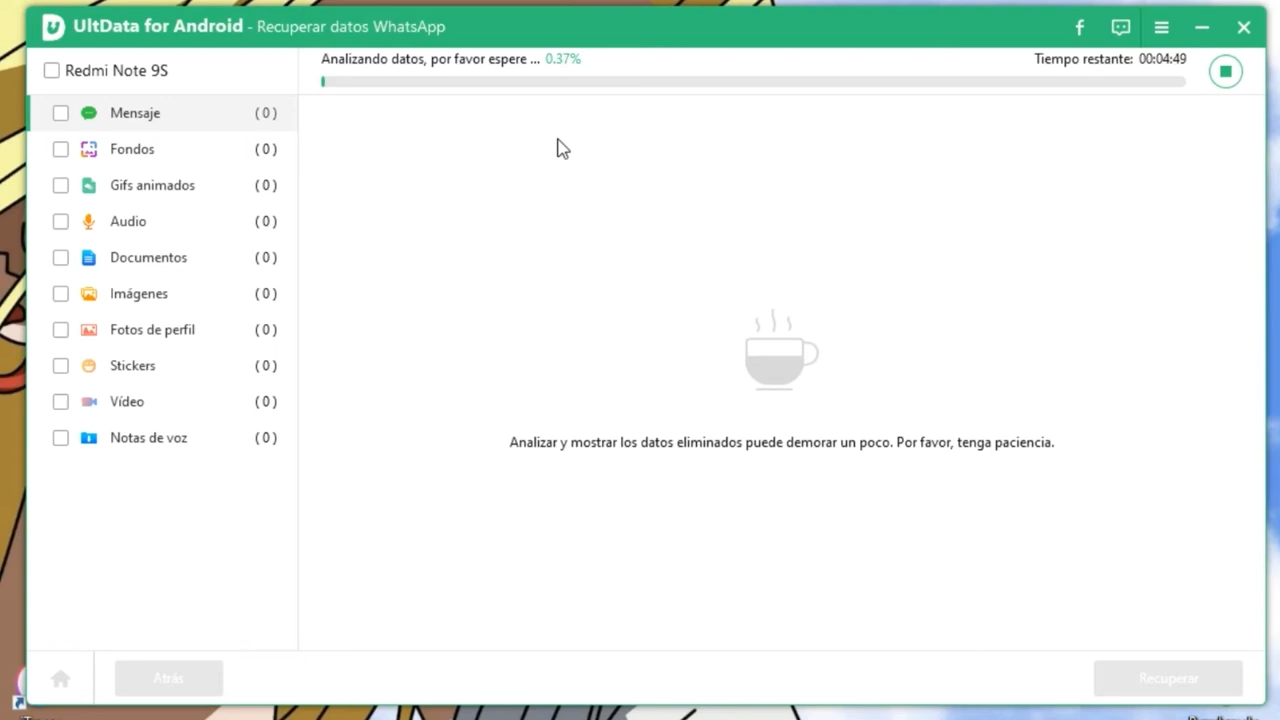 UltData for Android - Recuperar datos WhatsApp
Redmi Note 9S
Analizando datos, por favor espere ... 0.37%
Tiempo restante: 00:04:49
Mensaje (0)
Fondos (0)
Gifs animados (0)
Audio (0)
Documentos (0)
Imágenes (0)
Fotos de perfil (0)
Stickers (0)
Vídeo (0)
Notas de voz (0)
Analizar y mostrar los datos eliminados puede demorar un poco. Por favor, tenga paciencia.
Atrás
Recuperar